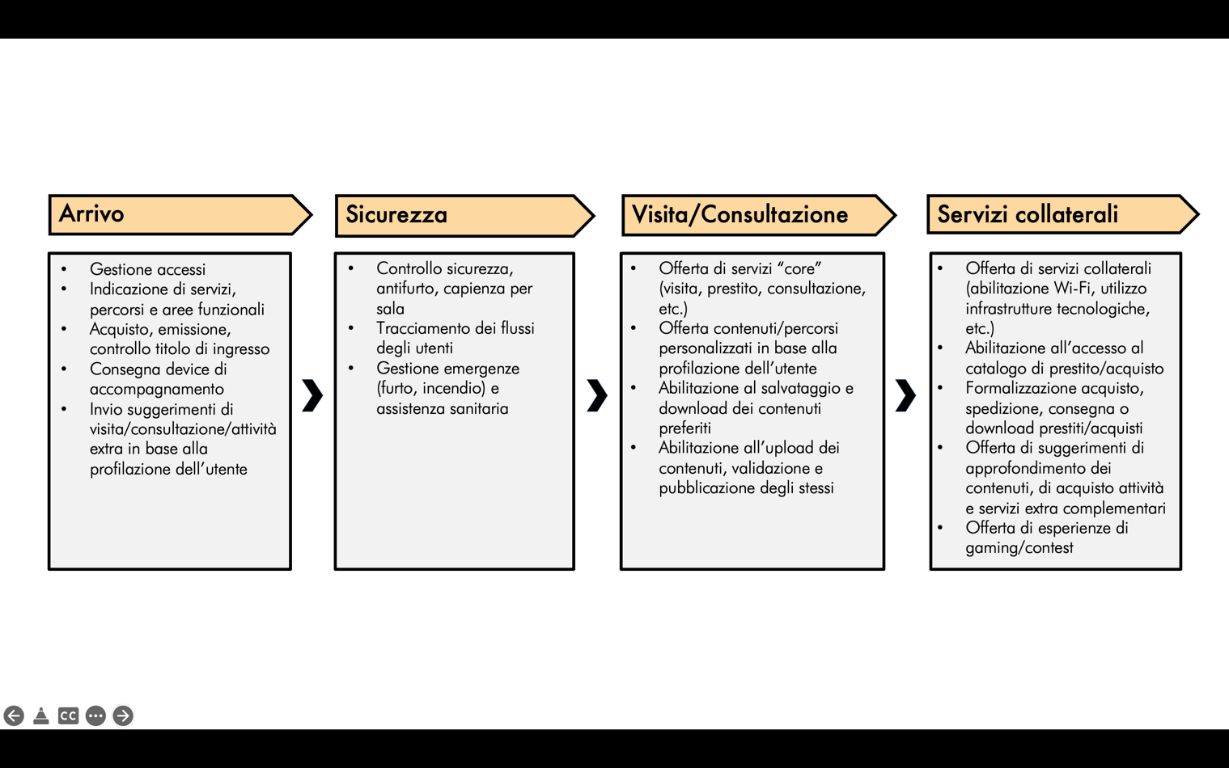 Arrivo
• Gestione accessi
• Indicazione di servizi,
percorsi e aree funzionali
• Acquisto, emissione,
controllo titolo di ingresso
• Consegna device di
accompagnamento
• Invio suggerimenti di
visita/consultazione/attività
extra in base alla
profilazione dell’utente
Sicurezza
• Controllo sicurezza,
antifurto, capienza per
sala
• Tracciamento dei flussi
degli utenti
• Gestione emergenze
(furto, incendio) e
assistenza sanitaria
Visita/Consultazione
• Offerta di servizi “core”
(visita, prestito, consultazione,
etc.)
• Offerta contenuti/percorsi
personalizzati in base alla
profilazione dell’utente
• Abilitazione al salvataggio e
download dei contenuti
preferiti
• Abilitazione all’upload dei
contenuti, validazione e
pubblicazione degli stessi
Servizi collaterali
• Offerta di servizi collaterali
(abilitazione Wi-Fi, utilizzo
infrastrutture tecnologiche,
etc.)
• Abilitazione all’accesso al
catalogo di prestito/acquisto
• Formalizzazione acquisto,
spedizione, consegna o
download prestiti/acquisti
• Offerta di suggerimenti di
approfondimento dei
contenuti, di acquisto attività
e servizi extra complementari
• Offerta di esperienze di
gaming/contest
CC